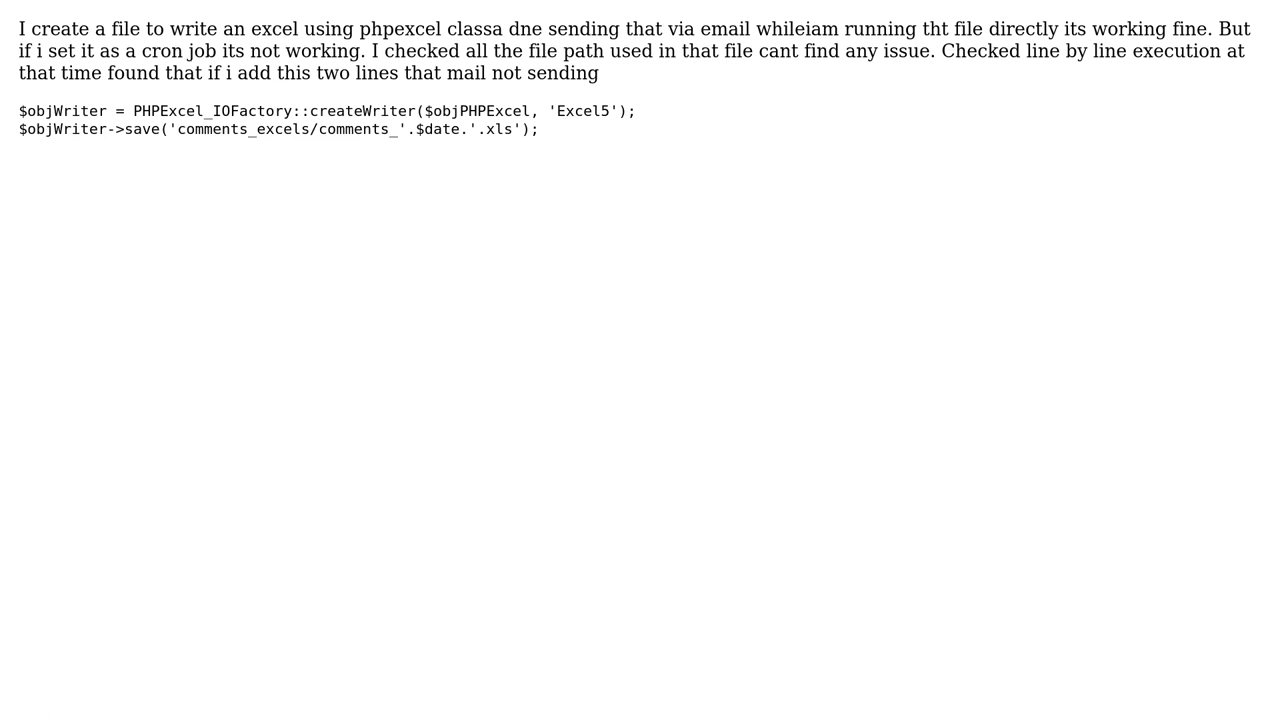 I create a file to write an excel using phpexcel classa dne sending that via email whileiam running tht file directly its working fine. But
if i set it as a cron job its not working. I checked all the file path used in that file cant find any issue. Checked line by line execution at
that time found that if i add this two lines that mail not sending
$objWriter = PHPExcel_IOFactory::createWriter($objPHPExcel, 'Excel5');
$objWriter->save('comments_excels/comments_'.$date.'.xls');